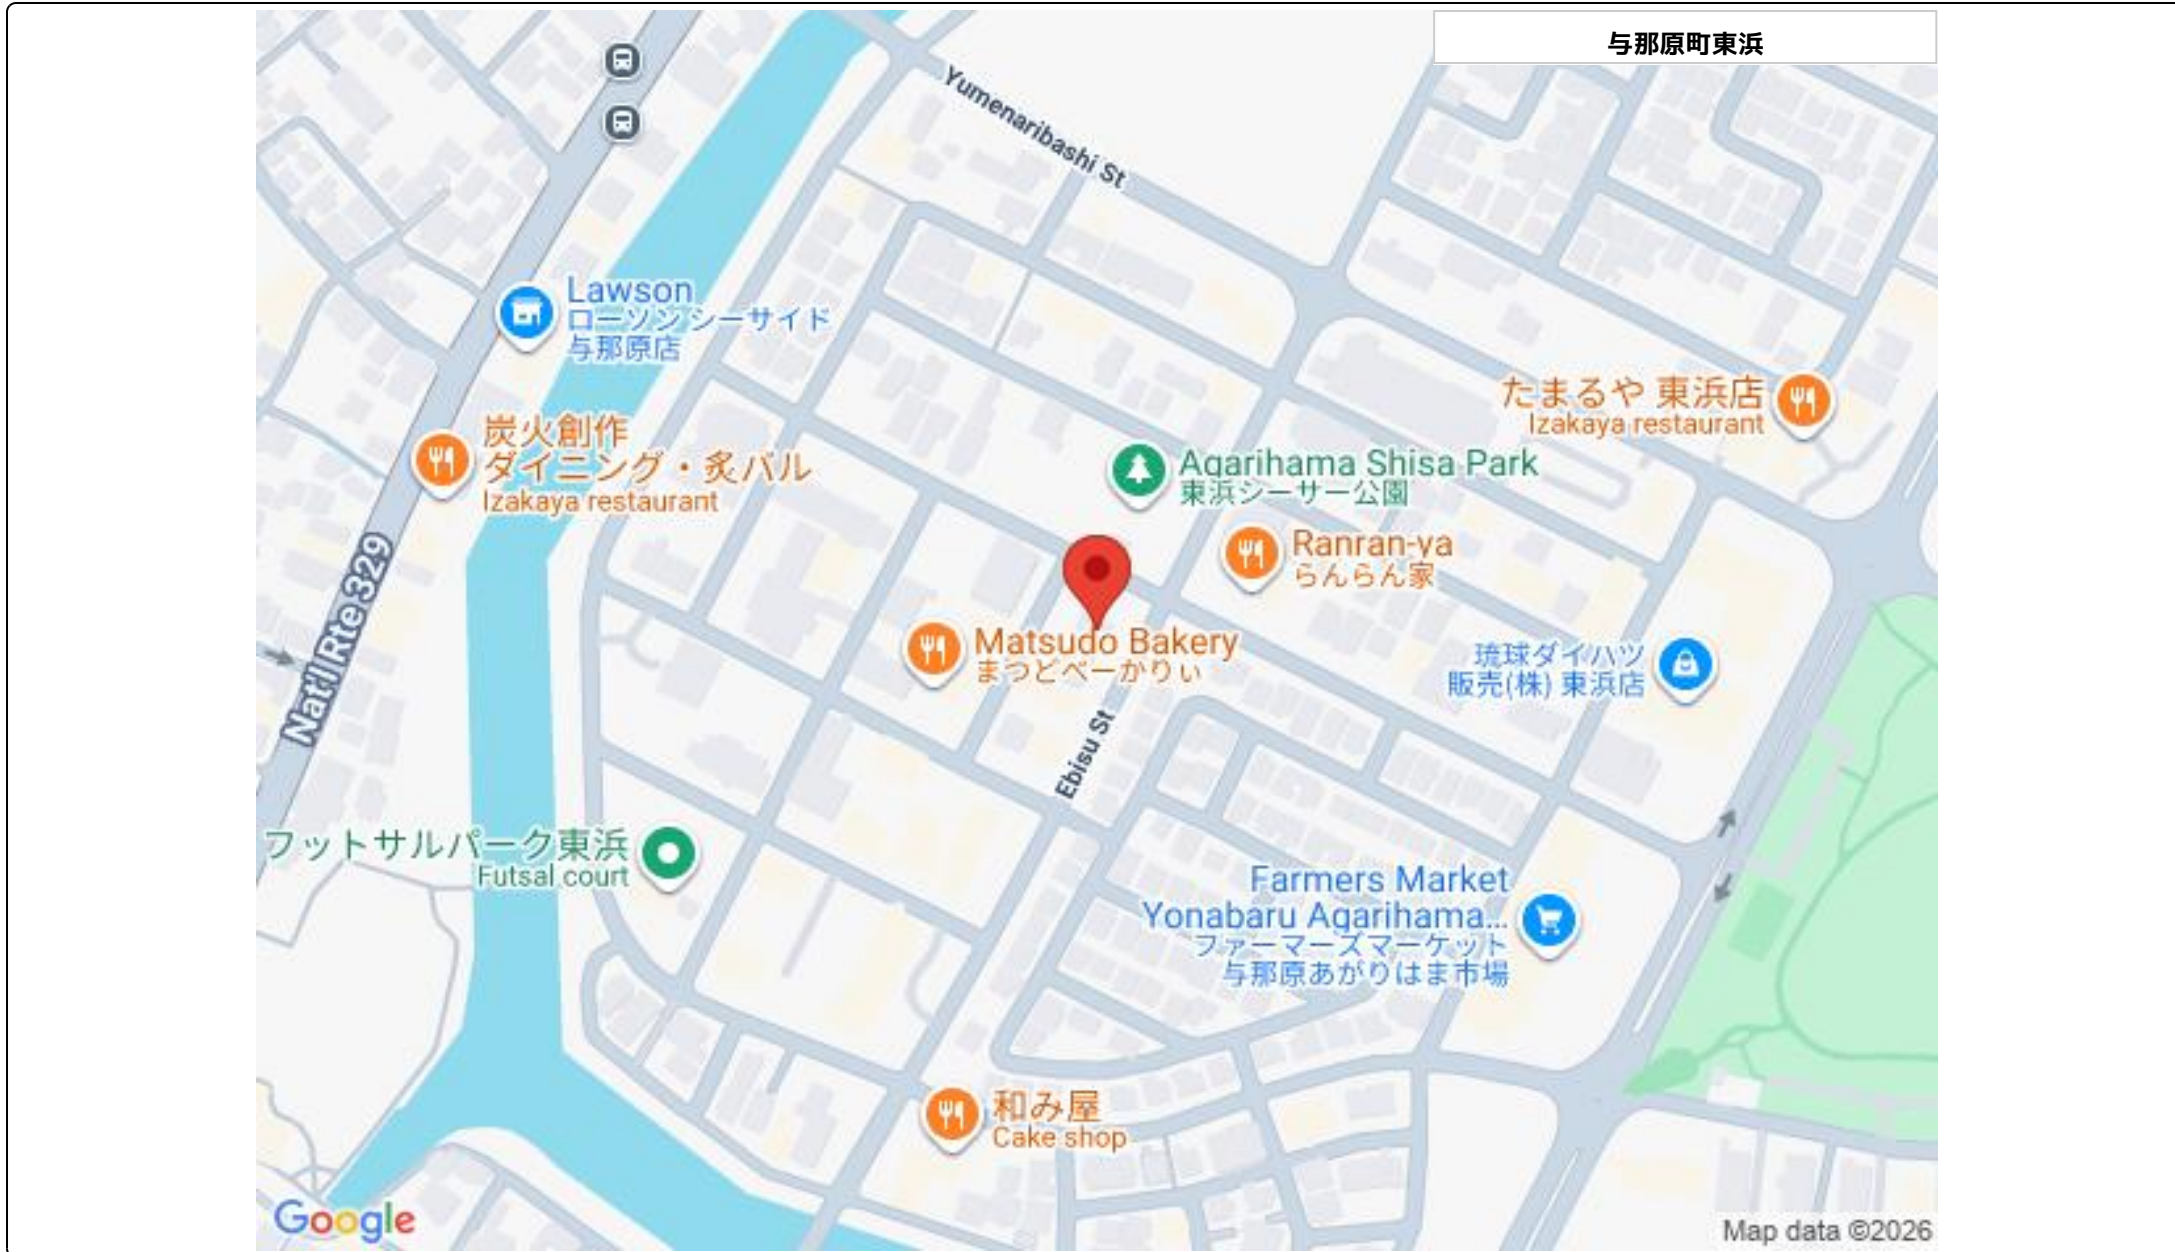 与那原町東浜
Yumenaribashi St
Lawson
ローソン シーサイド
与那原店
炭火創作
ダイニング・炙バル
Izakaya restaurant
たまるや 東浜店
Izakaya restaurant
Agarihama Shisa Park
東浜シーサー公園
Ranran-ya
らんらん家
Nat'l Rte 329
Matsudo Bakery
まつどべーかりぃ
琉球ダイハツ
販売(株) 東浜店
Ebisu St
フットサルパーク東浜
Futsal court
Farmers Market
Yonabaru Agarihama...
ファーマーズマーケット
与那原あがりはま市場
和み屋
Cake shop
Google
Map data ©2026